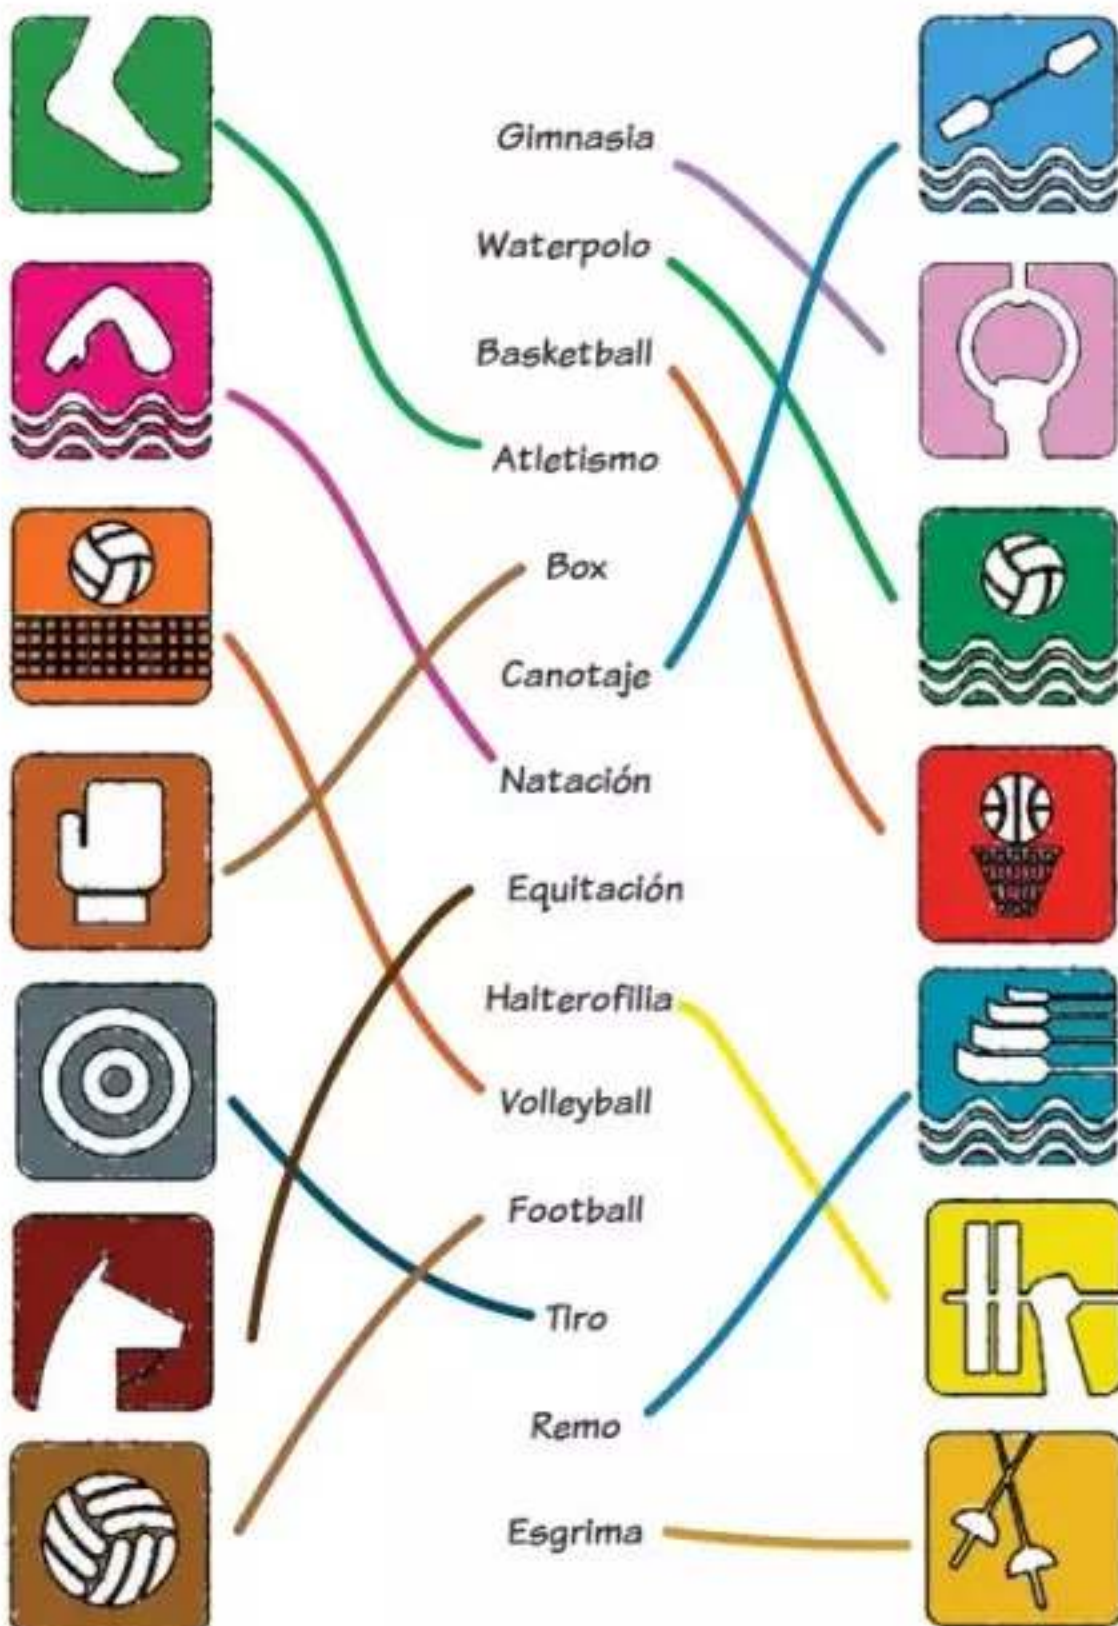 Gimnasia
Waterpolo
Basketball
Atletismo
Box
Canotaje
Natación
Equitación
Halterofilia
Volleyball
Football
Tiro
Remo
Esgrima